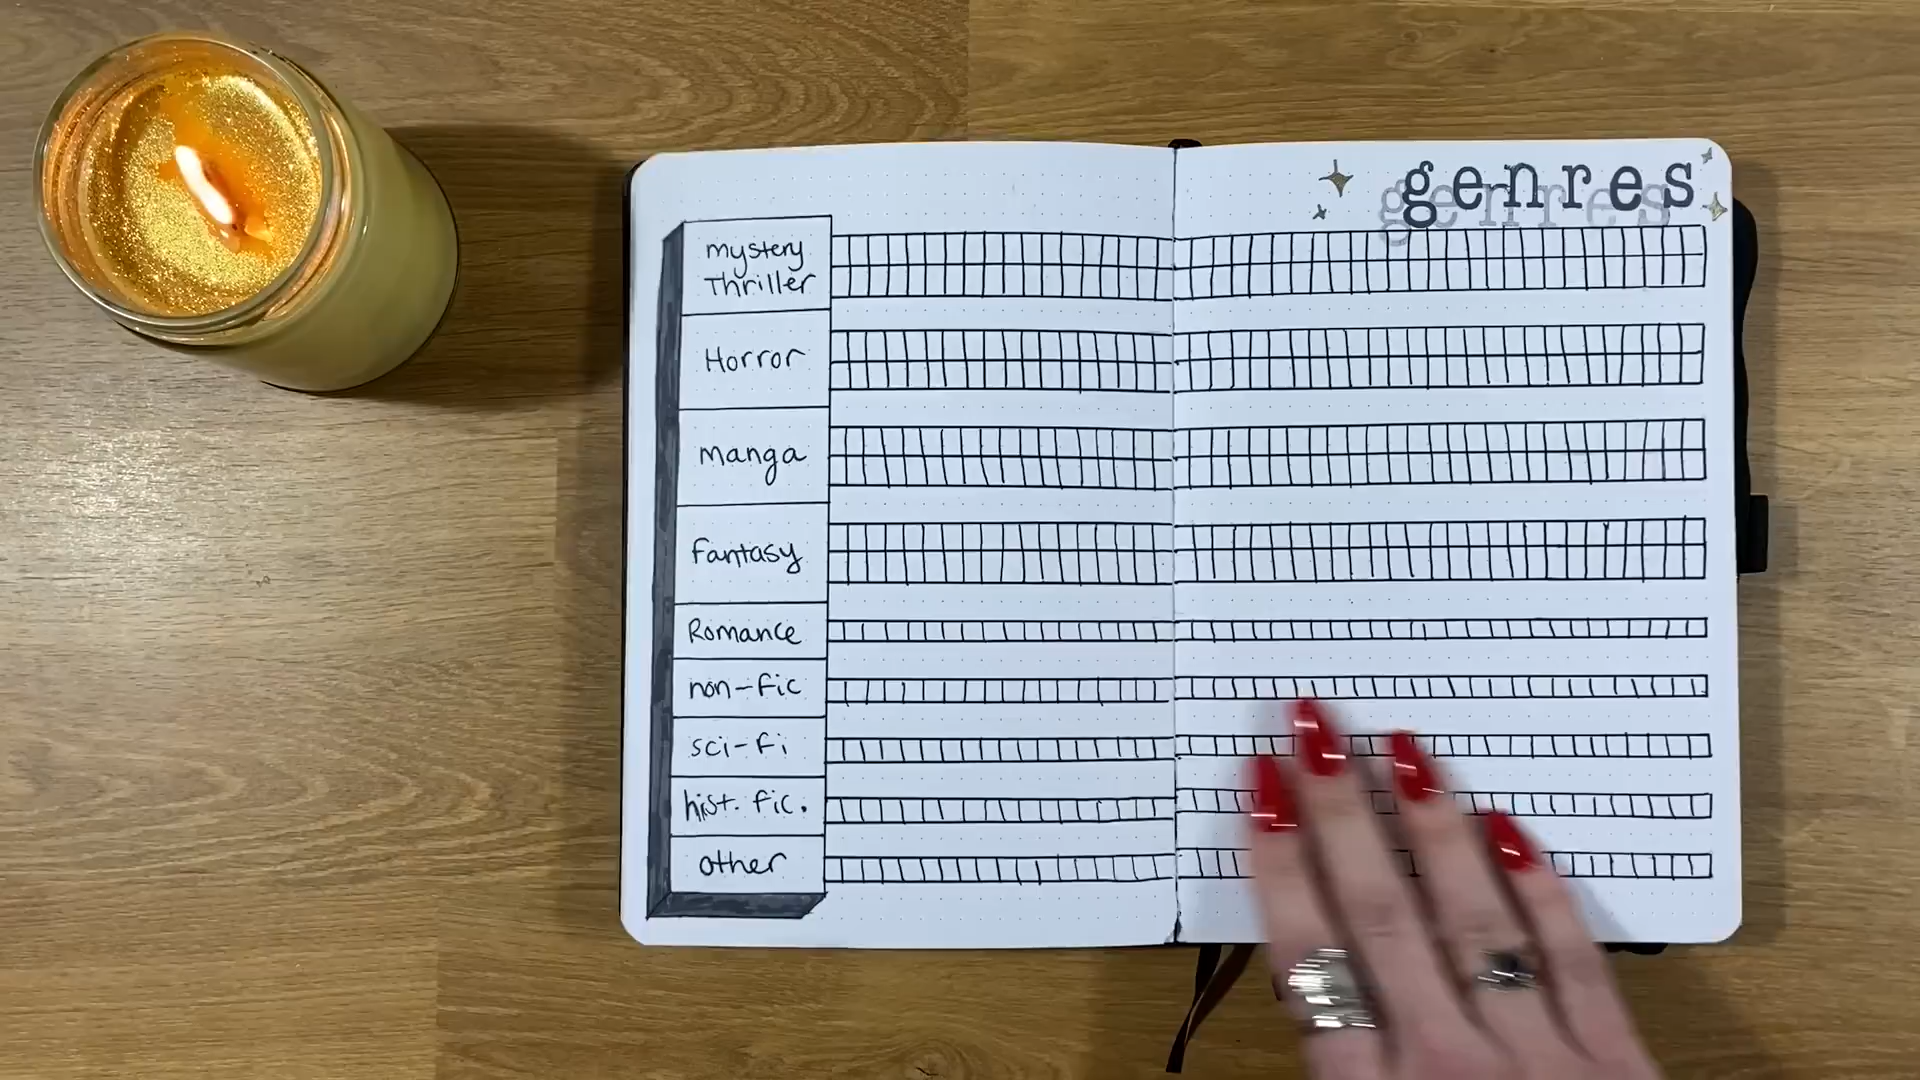 genres
mystery
Thriller
Horror
manga
Fantasy
Romance
non-fic
sci-fi
hist. fic.
other